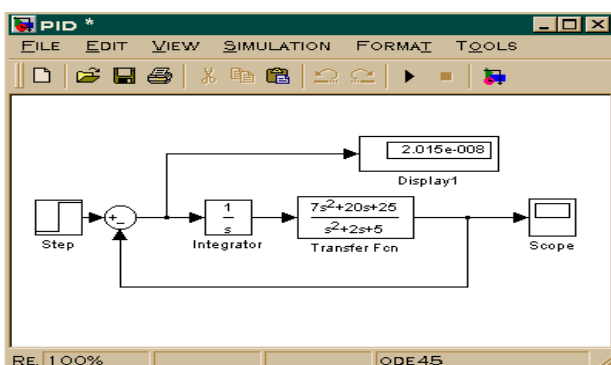 PID *
FILE EDIT VIEW SIMULATION FORMAT TOOLS
2.015e-008
Display1
+
-
1
s
7s²+20s+25
s²+2s+5
Step
Integrator
Transfer Fcn
Scope
RE. 100% ODE45